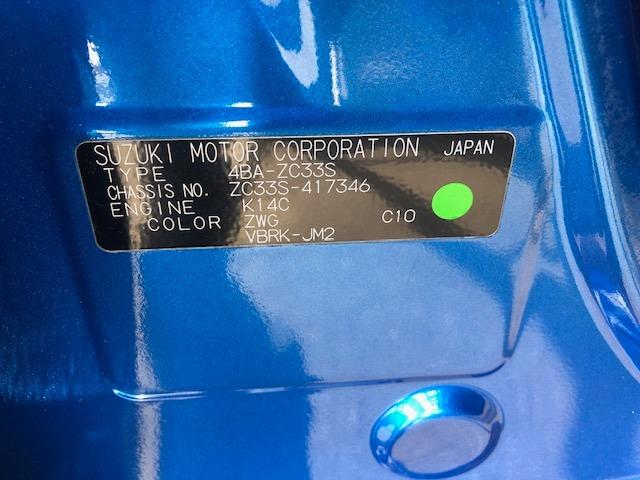 SUZUKI MOTOR CORPORATION JAPAN
TYPE 4BA-ZC33S
CHASSIS NO. ZC33S-417346
ENGINE K14C
COLOR ZWG C10
VBRK-JM2